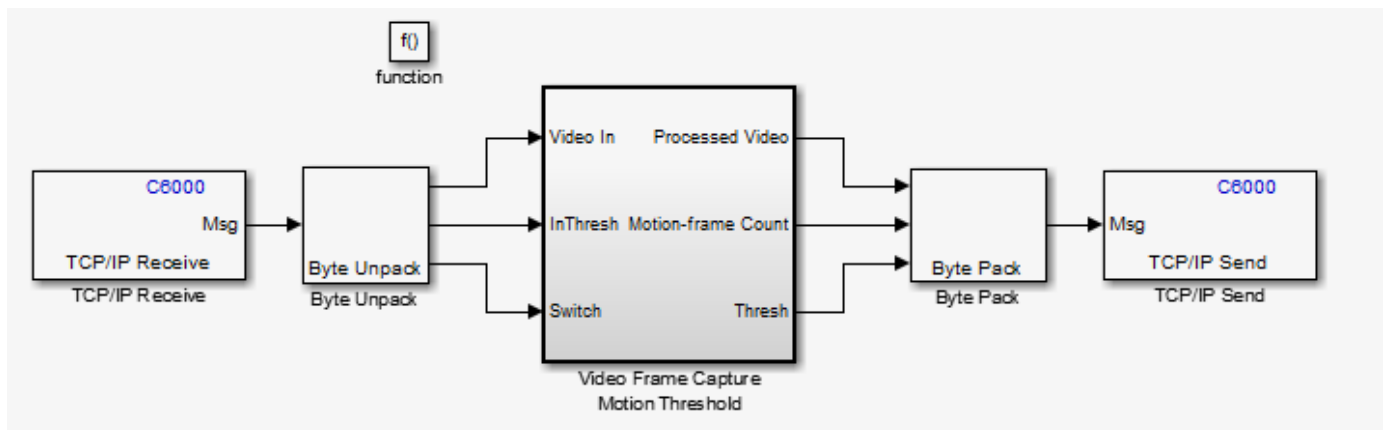 f()
function
C6000
Msg
TCP/IP Receive
TCP/IP Receive
Byte Unpack
Byte Unpack
Video In
Processed Video
InThresh
Motion-frame Count
Switch
Thresh
Video Frame Capture
Motion Threshold
Byte Pack
Byte Pack
C6000
Msg
TCP/IP Send
TCP/IP Send